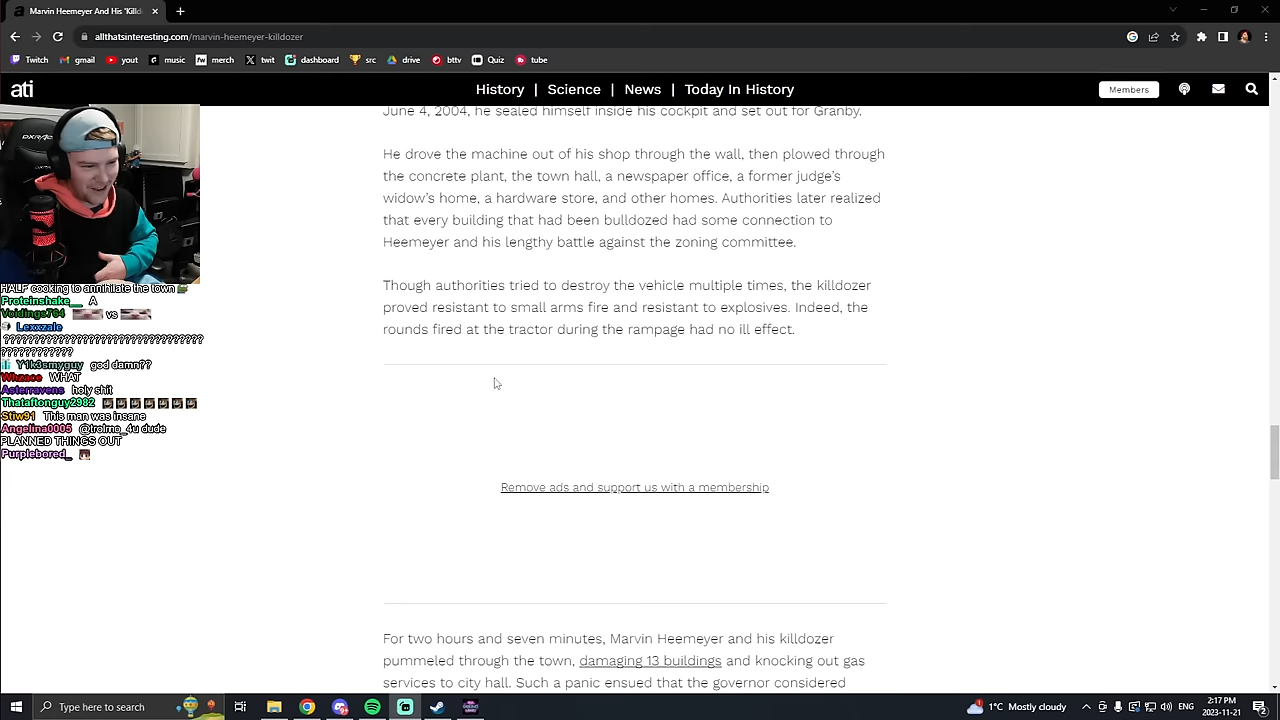 Marvin Heemeyer And His 'Killd
allthatsinteresting.com/marvin-heemeyer-killdozer
Twitch gmail yout music merch twit dashboard src drive bttv Quiz tube
ati History | Science | News | Today In History Members
June 4, 2004, he sealed himself inside his cockpit and set out for Granby.
He drove the machine out of his shop through the wall, then plowed through
the concrete plant, the town hall, a newspaper office, a former judge's
widow's home, a hardware store, and other homes. Authorities later realized
that every building that had been bulldozed had some connection to
Heemeyer and his lengthy battle against the zoning committee.
Though authorities tried to destroy the vehicle multiple times, the killdozer
proved resistant to small arms fire and resistant to explosives. Indeed, the
rounds fired at the tractor during the rampage had no ill effect.
Remove ads and support us with a membership
For two hours and seven minutes, Marvin Heemeyer and his killdozer
pummeled through the town, damaging 13 buildings and knocking out gas
services to city hall. Such a panic ensued that the governor considered
DXRACER
HALF cooking to annihilate the town
Proteinshake__ A
Voidings764 vs
Lexxzale
????????????????????????????????
????????????
Y1k3smyguy god damn??
Whzace WHAT
Asterravens holy shit
Thataftonguy2982
Stiw91 This man was insane
Angelina0005 @trolmo_4u dude
PLANNED THINGS OUT
Purplebored_
Type here to search
1°C Mostly cloudy
ENG
2:17 PM
2023-11-21
2